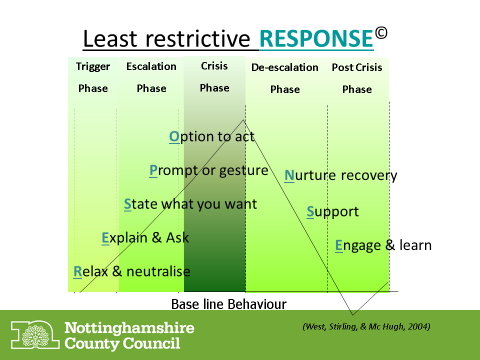 Least restrictive RESPONSE©
Trigger Phase
Escalation Phase
Crisis Phase
De-escalation Phase
Post Crisis Phase
Option to act
Prompt or gesture
Nurture recovery
State what you want
Support
Explain & Ask
Engage & learn
Relax & neutralise
Base line Behaviour
Nottinghamshire
County Council
(West, Stirling, & Mc Hugh, 2004)